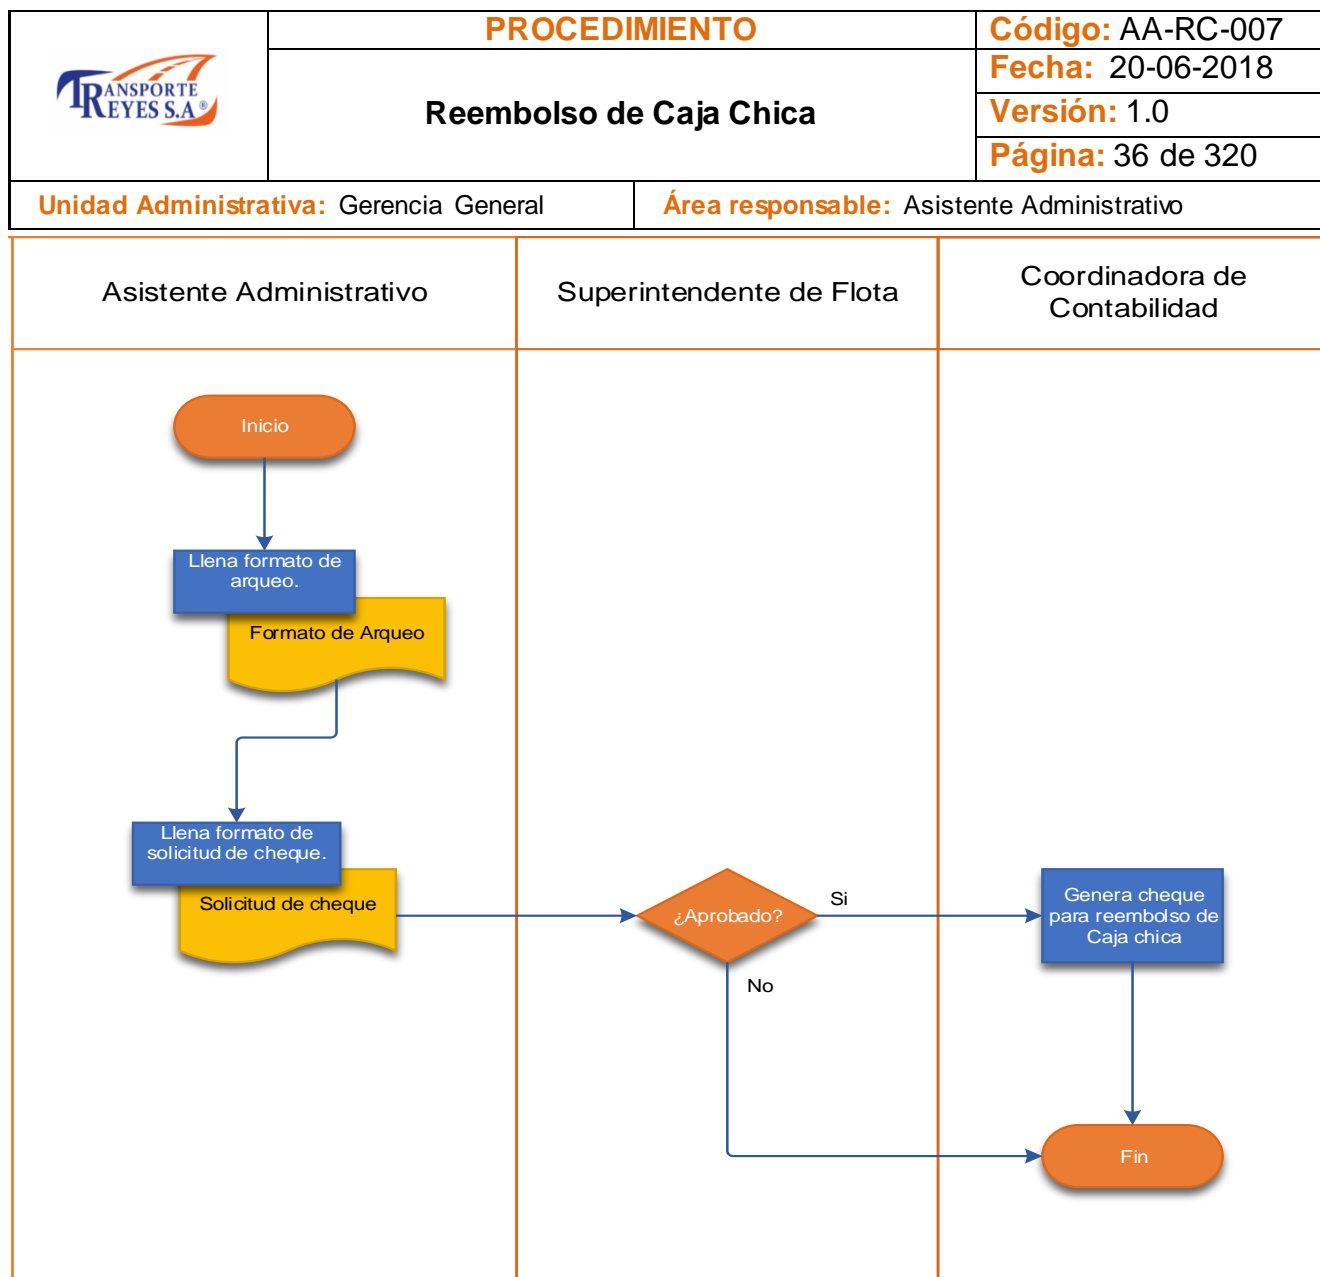 TRANSPORTE
REYES S.A ®
PROCEDIMIENTO
Reembolso de Caja Chica
Código: AA-RC-007
Fecha: 20-06-2018
Versión: 1.0
Página: 36 de 320
Unidad Administrativa: Gerencia General
Área responsable: Asistente Administrativo
Asistente Administrativo
Superintendente de Flota
Coordinadora de
Contabilidad
Inicio
Llena formato de
arqueo.
Formato de Arqueo
Llena formato de
solicitud de cheque.
Solicitud de cheque
¿Aprobado?
Si
No
Genera cheque
para reembolso de
Caja chica
Fin